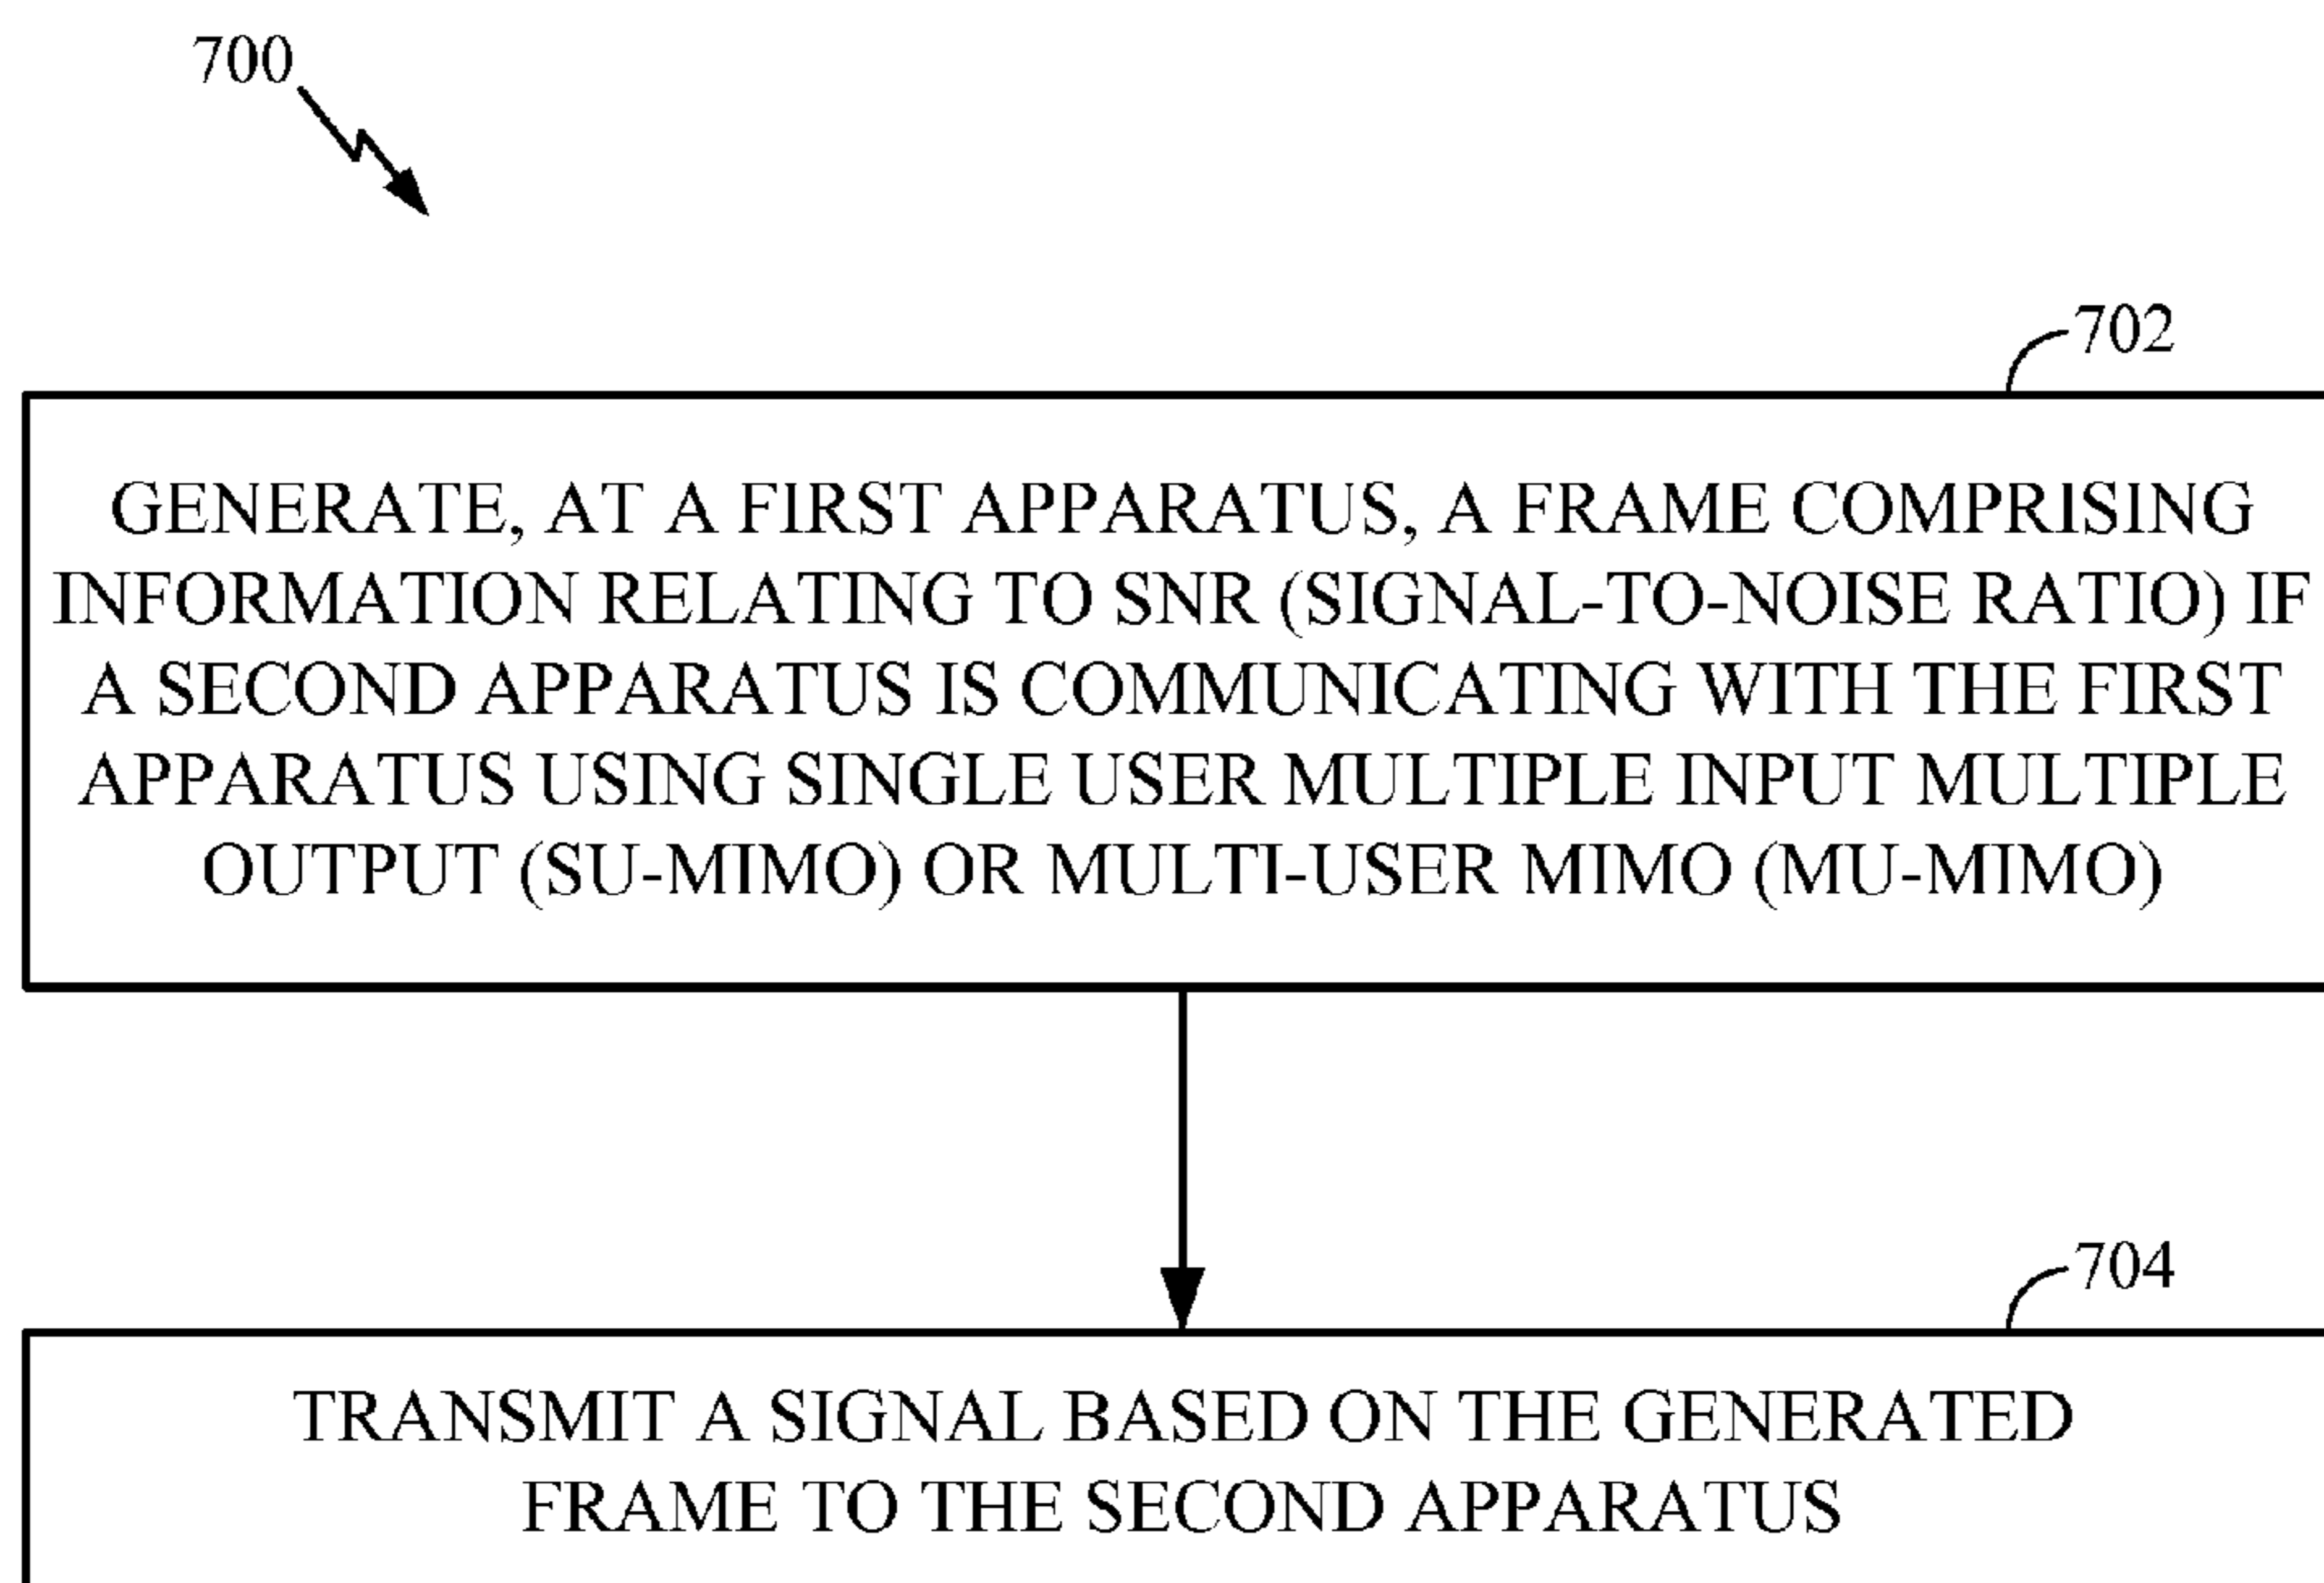 700
702
GENERATE, AT A FIRST APPARATUS, A FRAME COMPRISING
INFORMATION RELATING TO SNR (SIGNAL-TO-NOISE RATIO) IF
A SECOND APPARATUS IS COMMUNICATING WITH THE FIRST
APPARATUS USING SINGLE USER MULTIPLE INPUT MULTIPLE
OUTPUT (SU-MIMO) OR MULTI-USER MIMO (MU-MIMO)
704
TRANSMIT A SIGNAL BASED ON THE GENERATED
FRAME TO THE SECOND APPARATUS